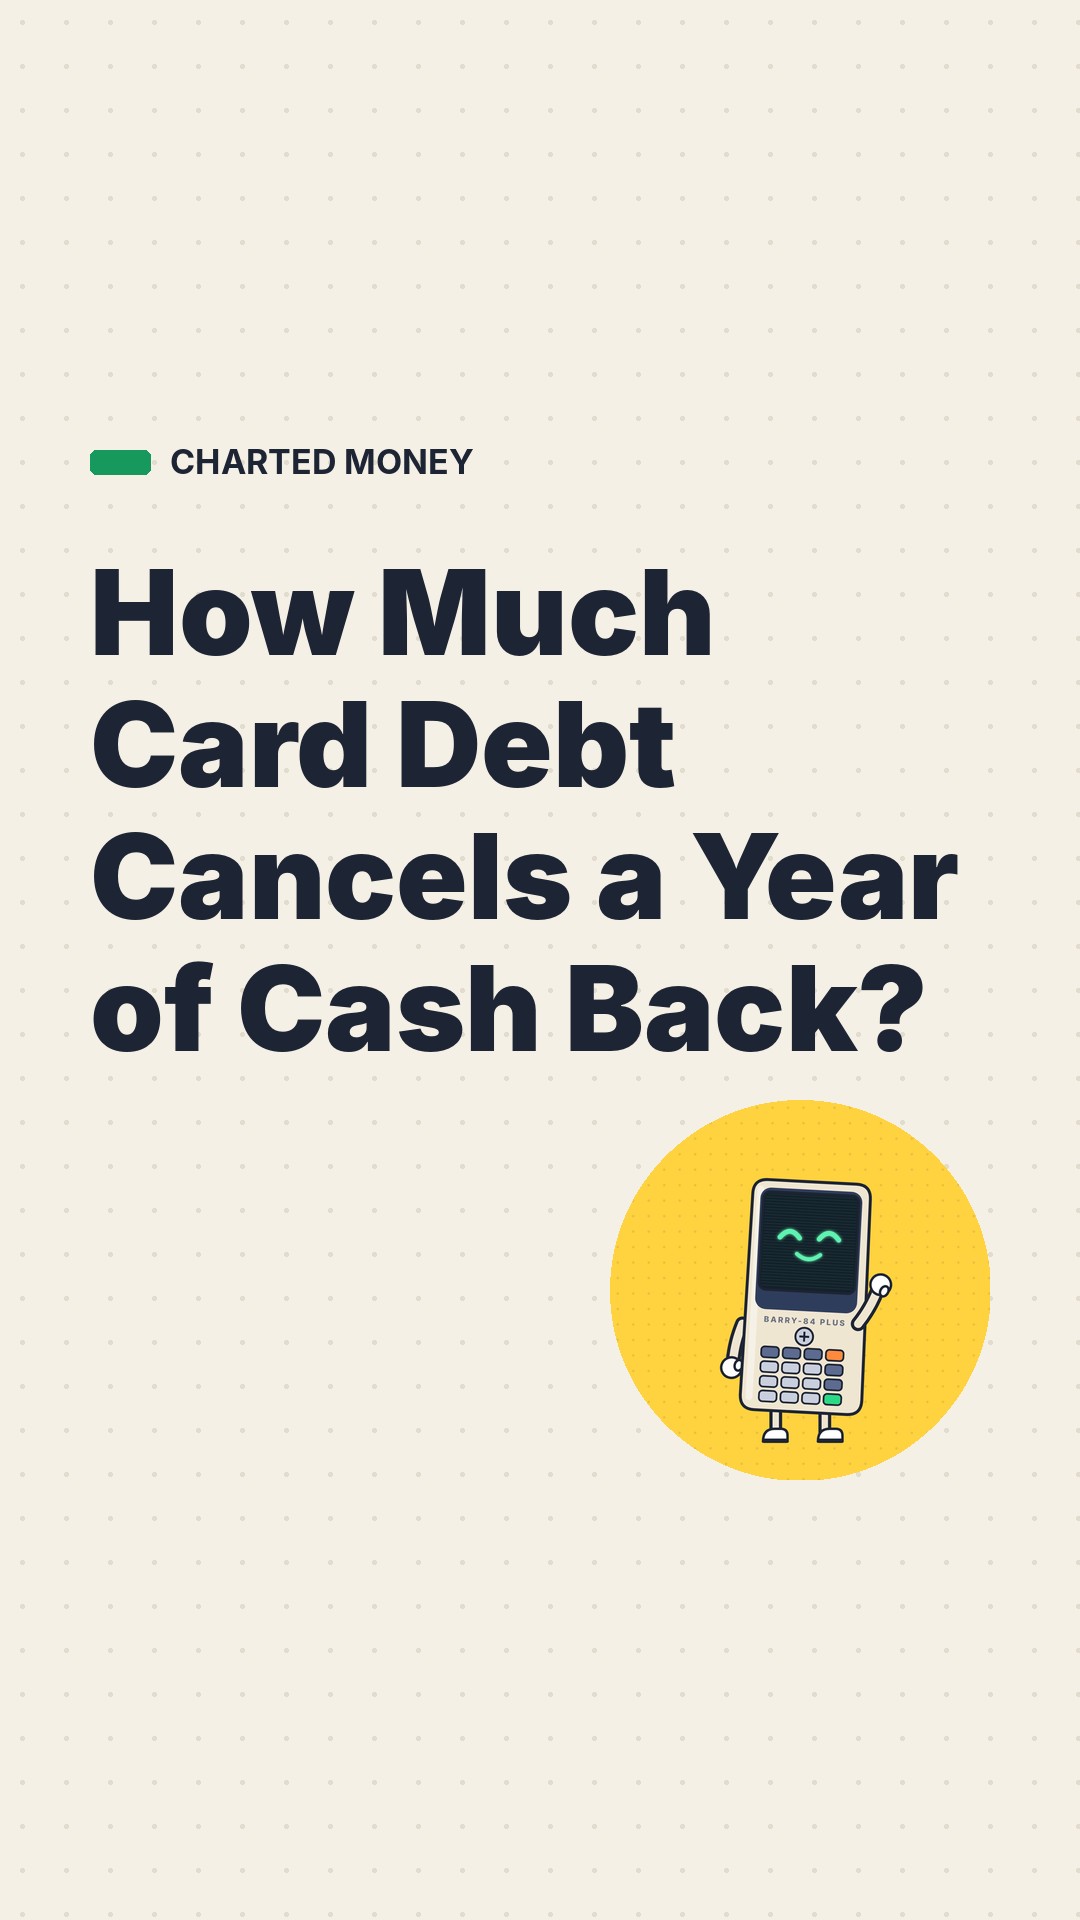 CHARTED MONEY
How Much
Card Debt
Cancels a Year
of Cash Back?
BARRY-84 PLUS